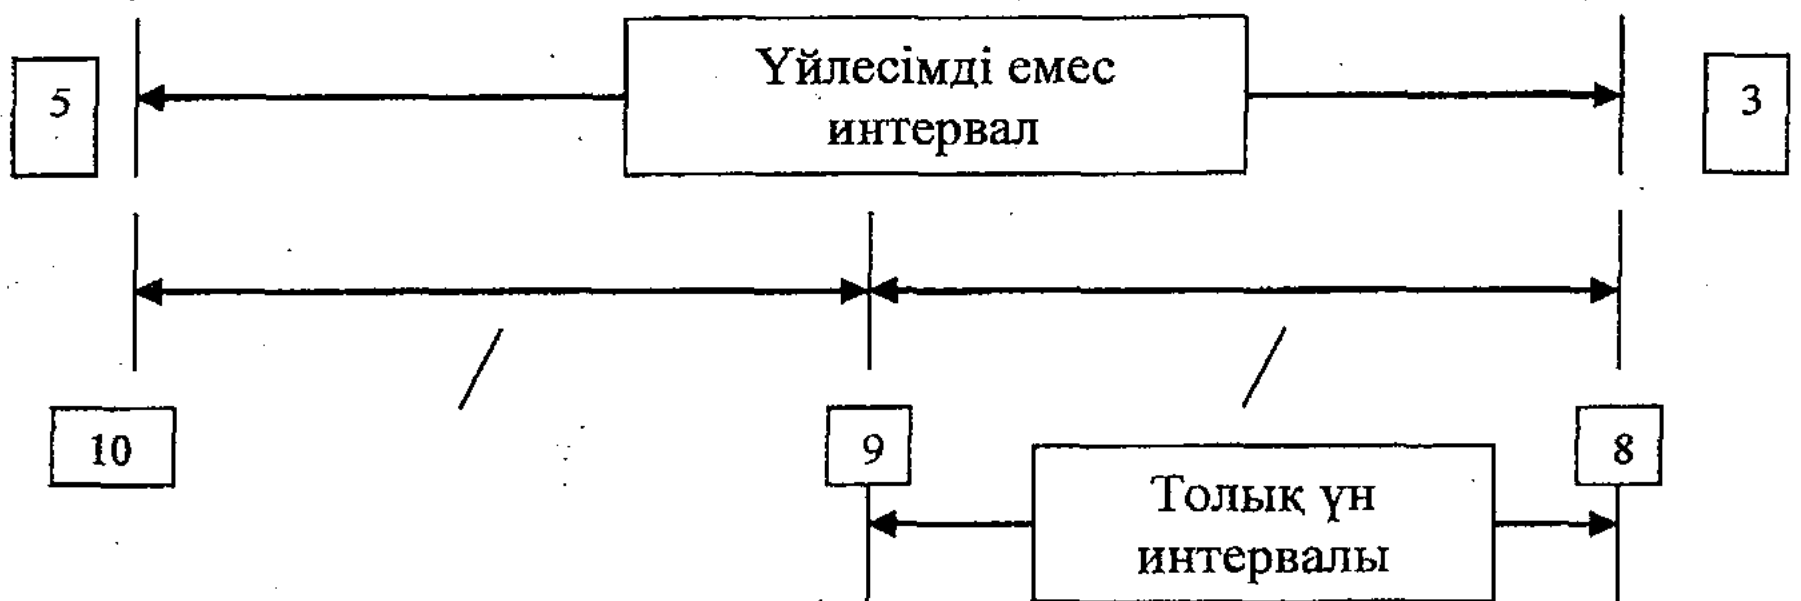 Үйлесімді емес
интервал
5
3
10
9
8
Толық үн
интервалы